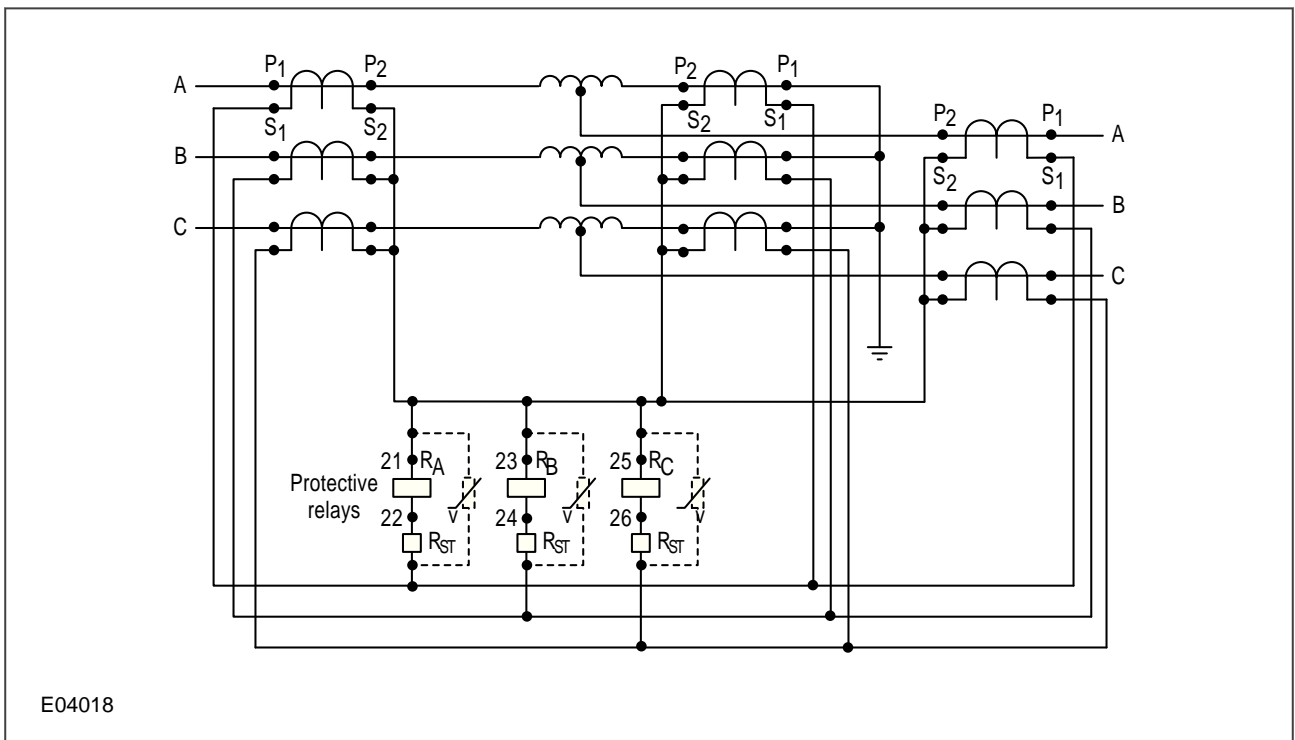 A P1 P2 P2 P1
S1 S2 S2 S1 P2 P1 A
B S2 S1
C B
C
21 RA 23 RB 25 RC
Protective
relays
22 V 24 V 26 V
RST RST RST
E04018